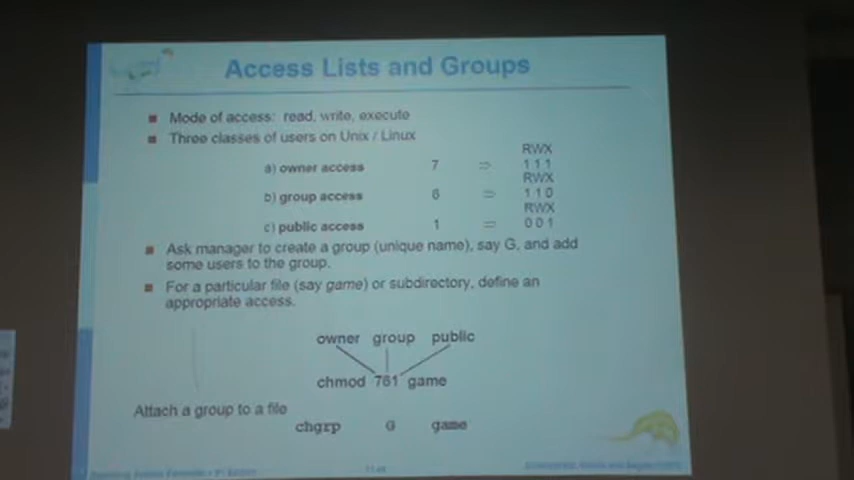 Access Lists and Groups
Mode of access: read, write, execute
Three classes of users on Unix / Linux
RWX
a) owner access 7 ⇒ 1 1 1
RWX
b) group access 6 ⇒ 1 1 0
RWX
c) public access 1 ⇒ 0 0 1
Ask manager to create a group (unique name), say G, and add
some users to the group.
For a particular file (say game) or subdirectory, define an
appropriate access.
owner group public
chmod 761 game
Attach a group to a file
chgrp G game